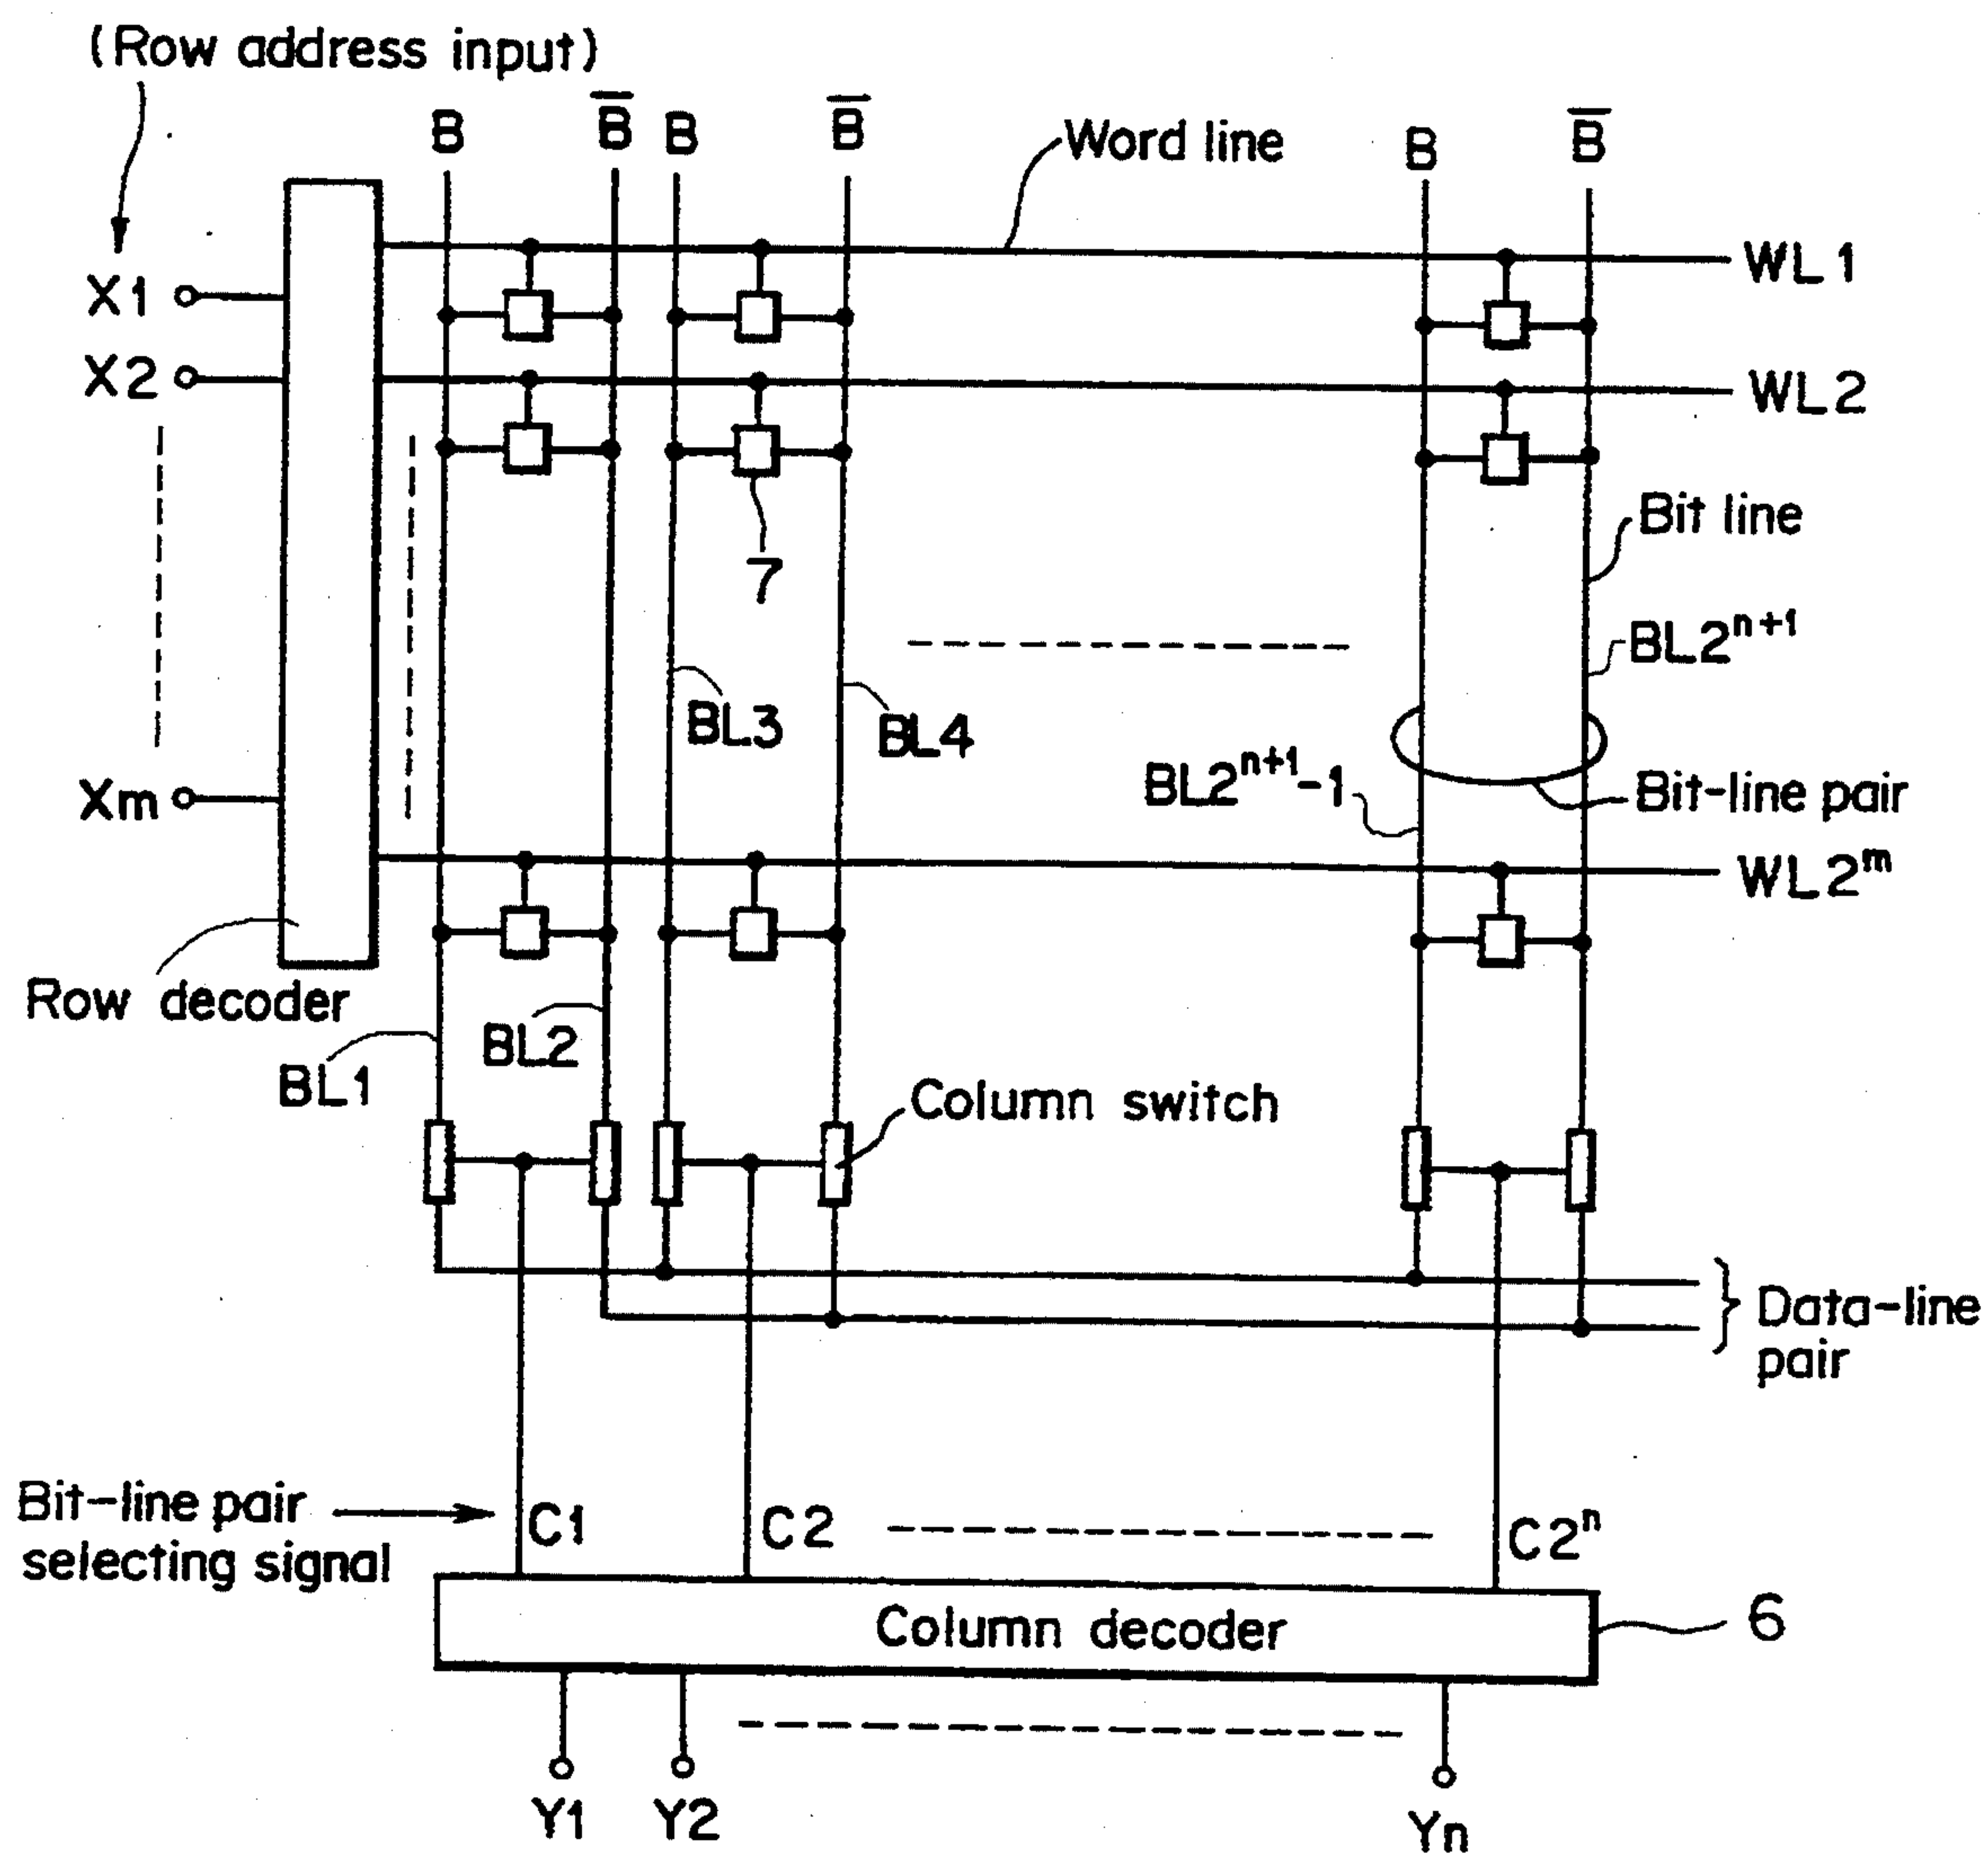 (Row address input)
B B̅ B B̅ B B̅
Word line
X1
WL1
X2
WL2
Bit line
7
BL2ⁿ⁺¹
BL3
BL4
BL2ⁿ⁺¹-1
Bit-line pair
Xm
WL2ᵐ
Row decoder
BL1
BL2
Column switch
Data-line
pair
Bit-line pair
selecting signal
C1
C2
C2ⁿ
Column decoder
6
Y1
Y2
Yn